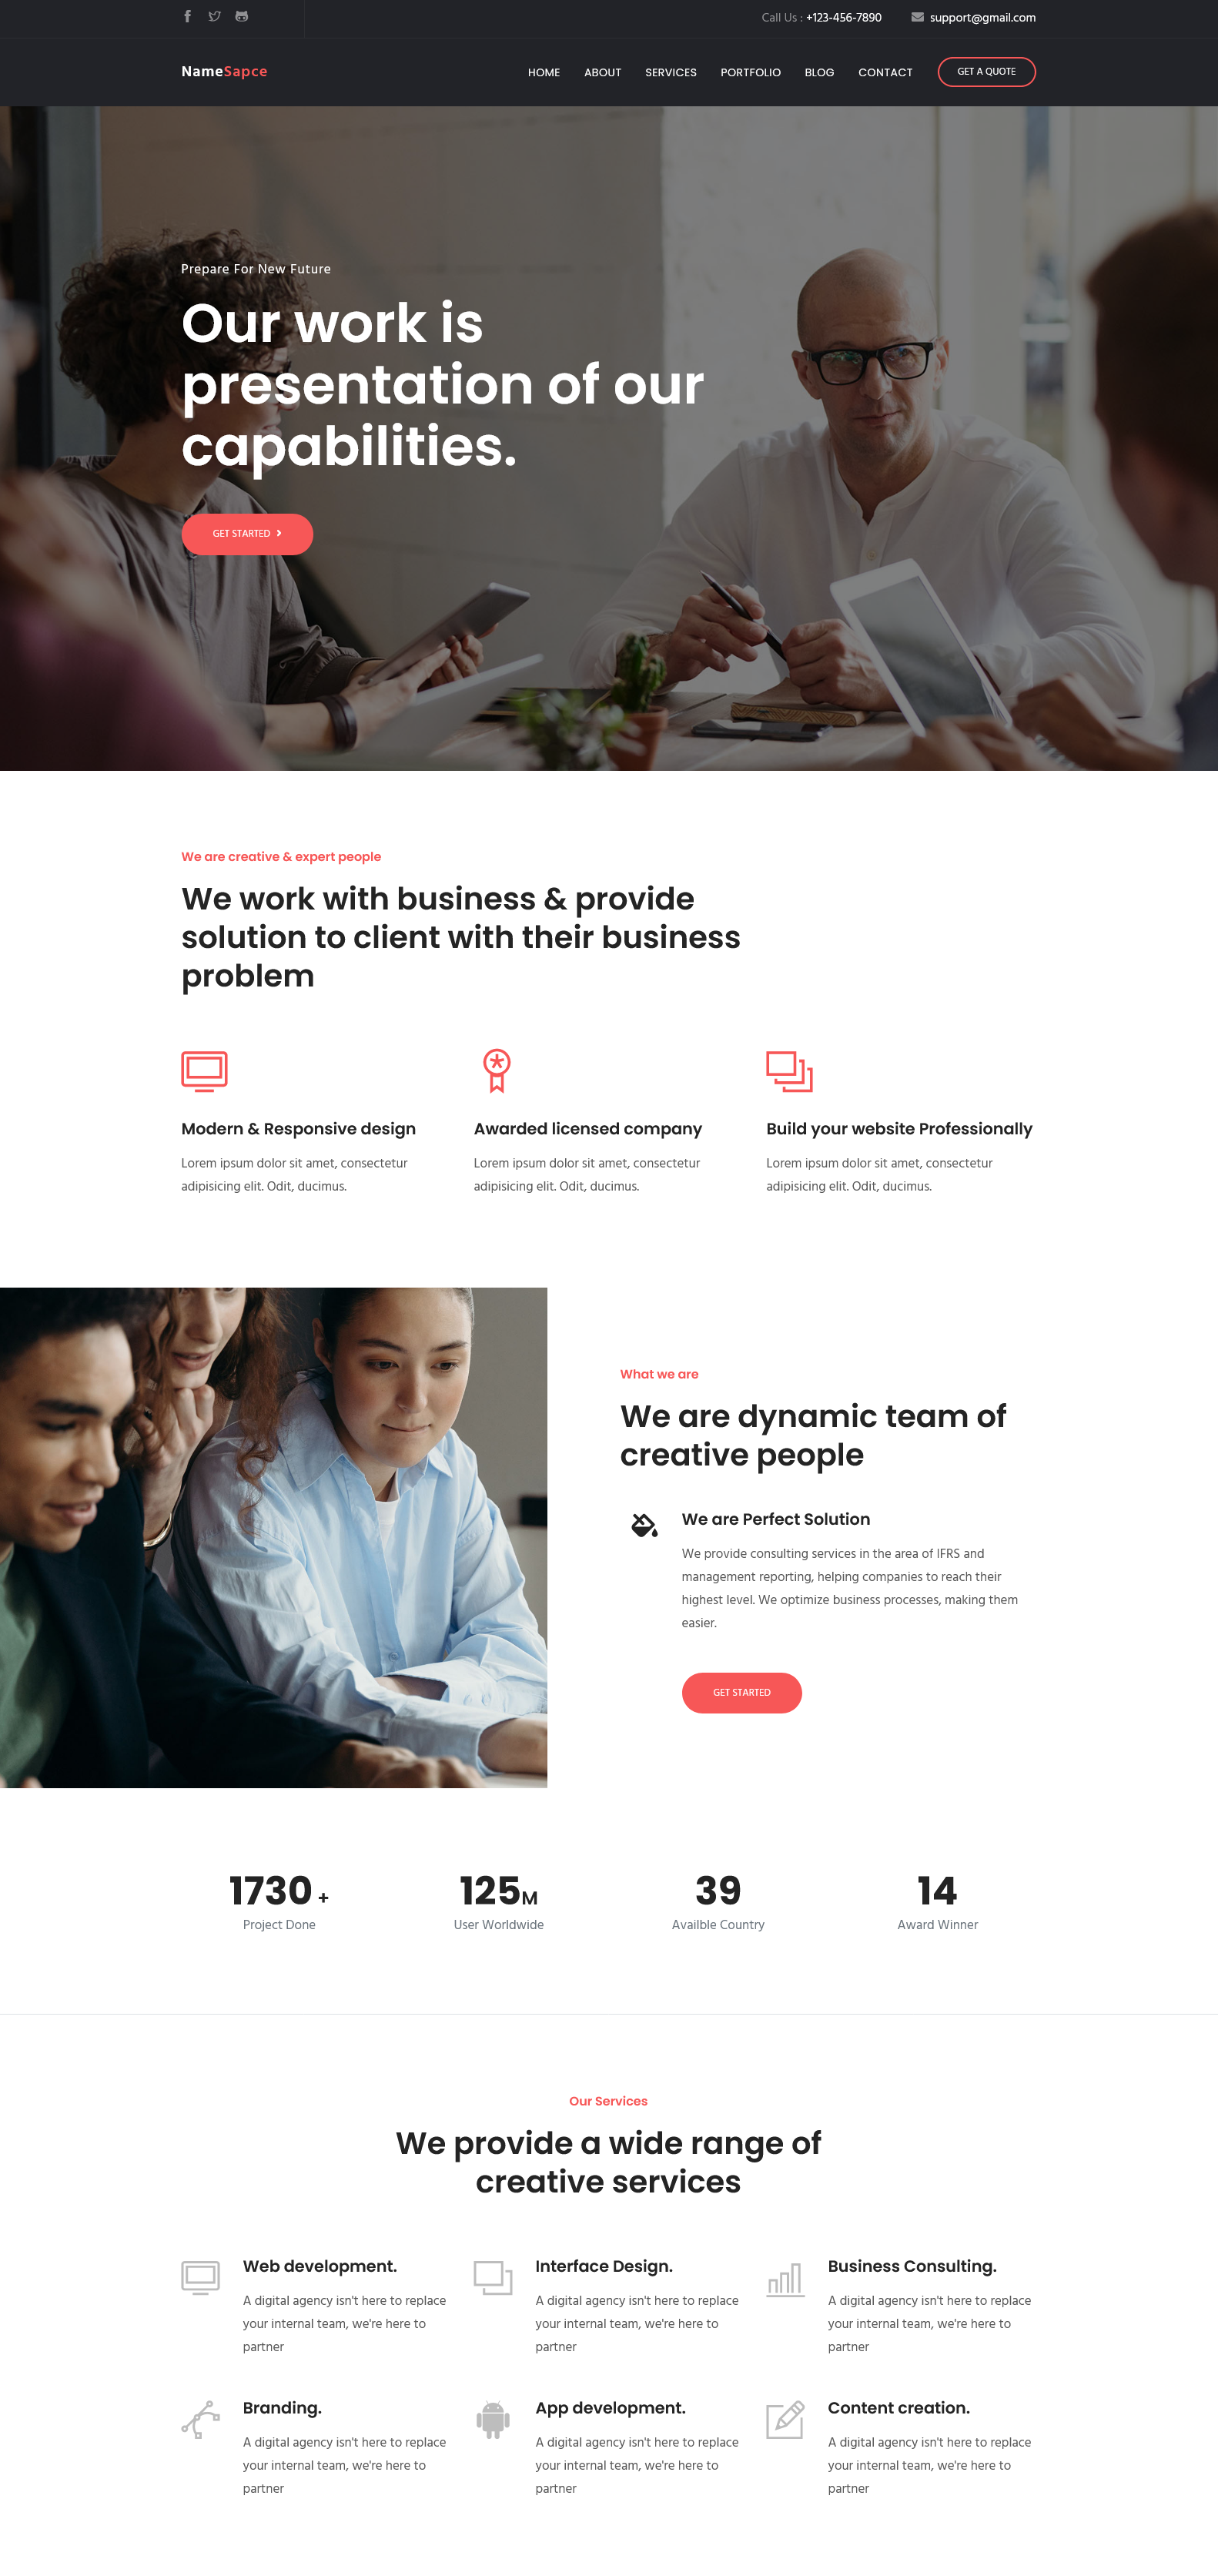 Call Us : +123-456-7890 support@gmail.com
NameSapce HOME ABOUT SERVICES PORTFOLIO BLOG CONTACT GET A QUOTE
Prepare For New Future
Our work is
presentation of our
capabilities.
GET STARTED
We are creative & expert people
We work with business & provide
solution to client with their business
problem
Modern & Responsive design
Lorem ipsum dolor sit amet, consectetur
adipisicing elit. Odit, ducimus.
Awarded licensed company
Lorem ipsum dolor sit amet, consectetur
adipisicing elit. Odit, ducimus.
Build your website Professionally
Lorem ipsum dolor sit amet, consectetur
adipisicing elit. Odit, ducimus.
What we are
We are dynamic team of
creative people
We are Perfect Solution
We provide consulting services in the area of IFRS and
management reporting, helping companies to reach their
highest level. We optimize business processes, making them
easier.
GET STARTED
1730 +
Project Done
125M
User Worldwide
39
Availble Country
14
Award Winner
Our Services
We provide a wide range of
creative services
Web development.
A digital agency isn't here to replace
your internal team, we're here to
partner
Interface Design.
A digital agency isn't here to replace
your internal team, we're here to
partner
Business Consulting.
A digital agency isn't here to replace
your internal team, we're here to
partner
Branding.
A digital agency isn't here to replace
your internal team, we're here to
partner
App development.
A digital agency isn't here to replace
your internal team, we're here to
partner
Content creation.
A digital agency isn't here to replace
your internal team, we're here to
partner